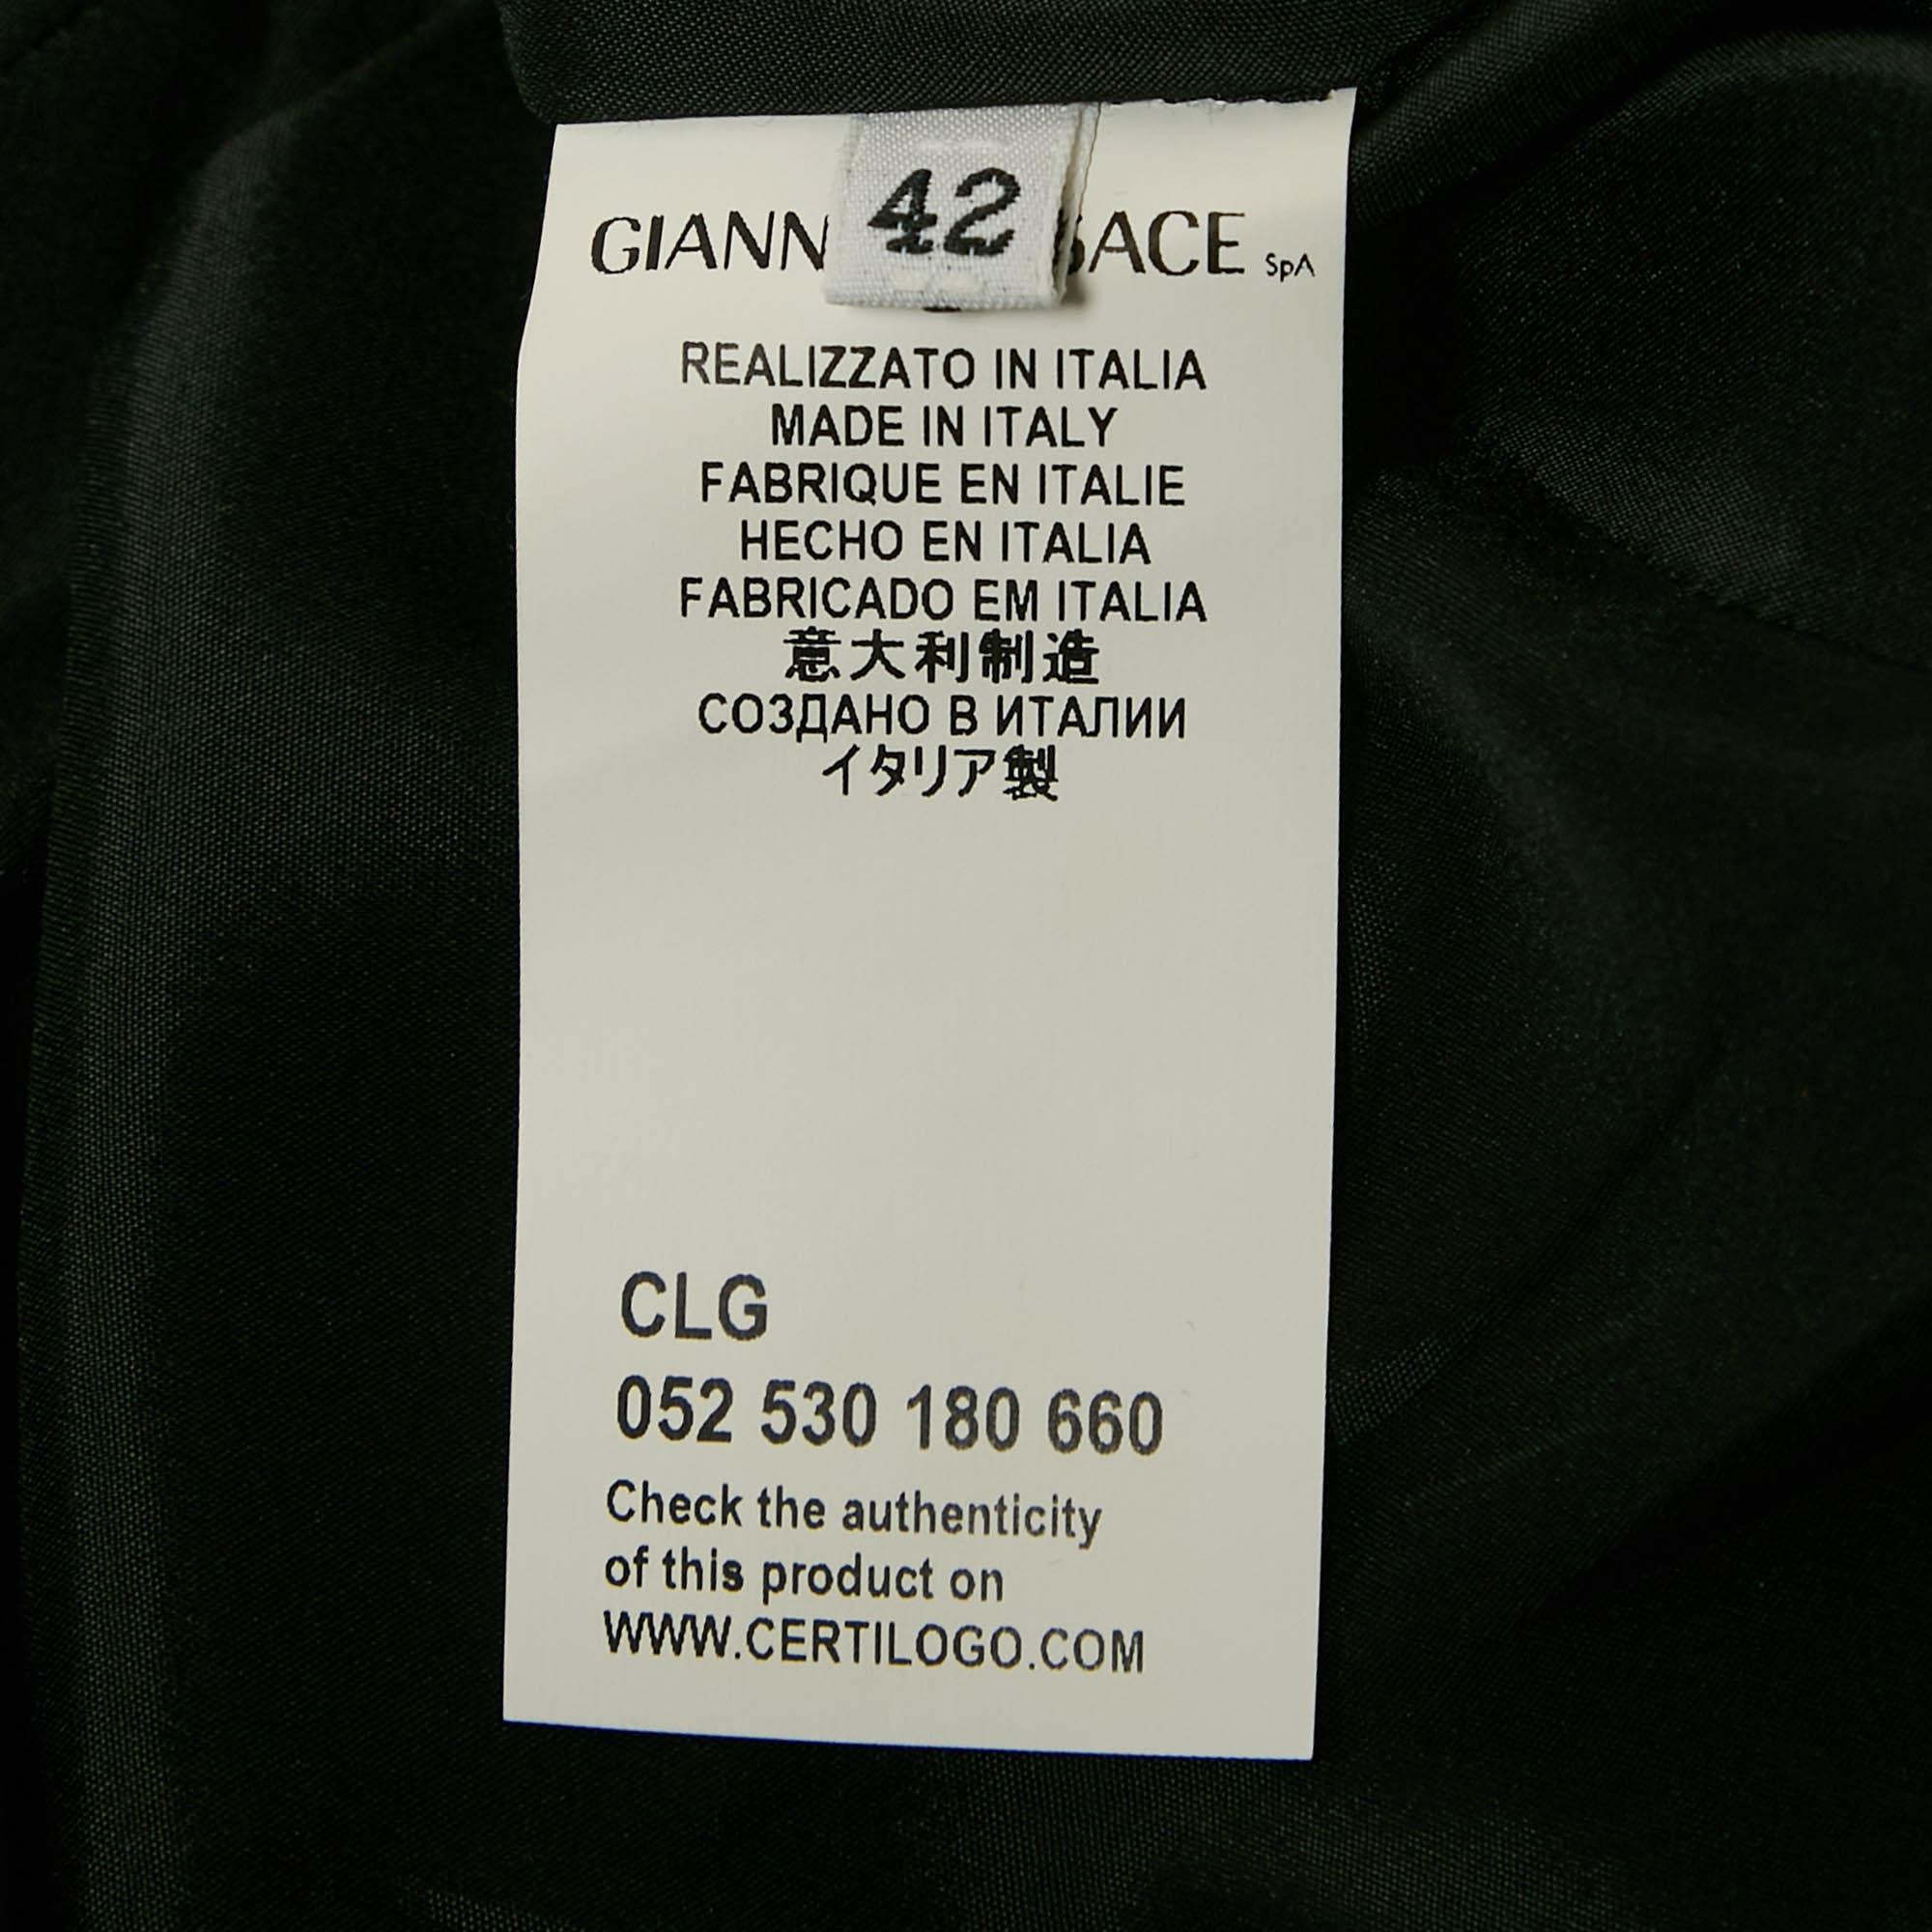 42
GIANN SACE SpA
REALIZZATO IN ITALIA
MADE IN ITALY
FABRIQUE EN ITALIE
HECHO EN ITALIA
FABRICADO EM ITALIA
意大利制造
СОЗДАНО В ИТАЛИИ
イタリア製
CLG
052 530 180 660
Check the authenticity
of this product on
WWW.CERTILOGO.COM